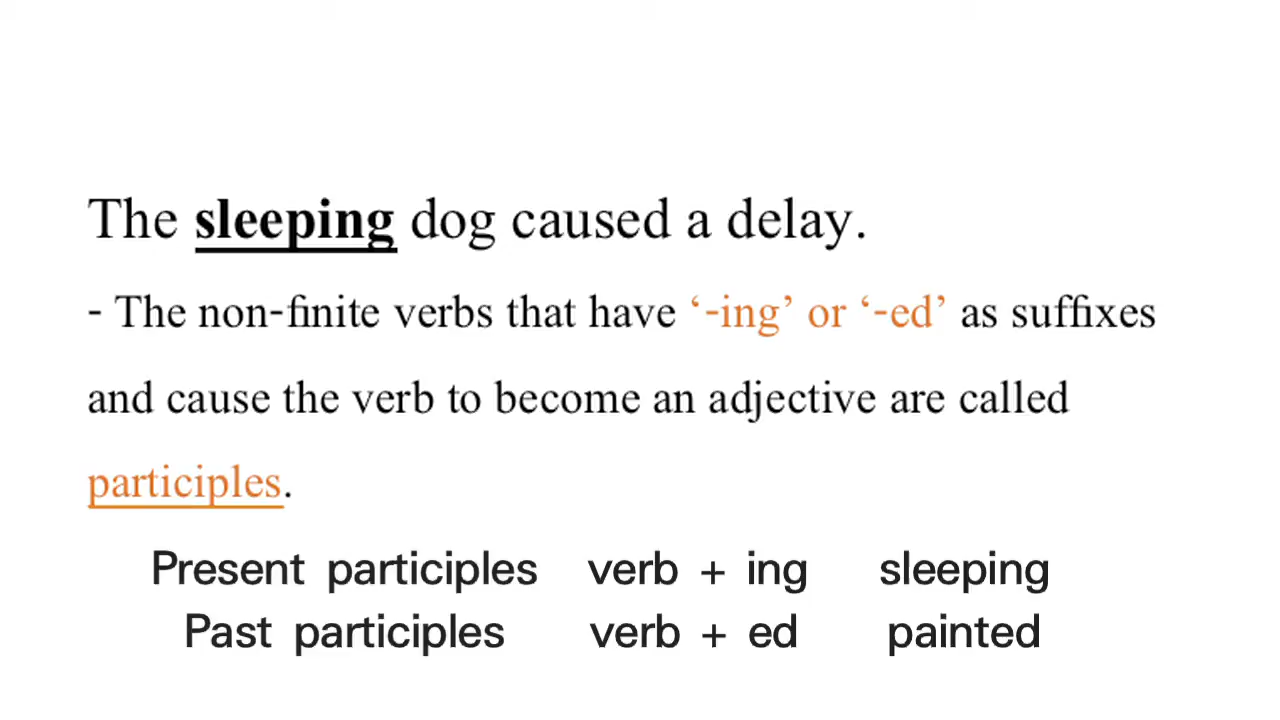 The sleeping dog caused a delay.
- The non-finite verbs that have ‘-ing’ or ‘-ed’ as suffixes
and cause the verb to become an adjective are called
participles.
Present participles verb + ing sleeping
Past participles verb + ed painted